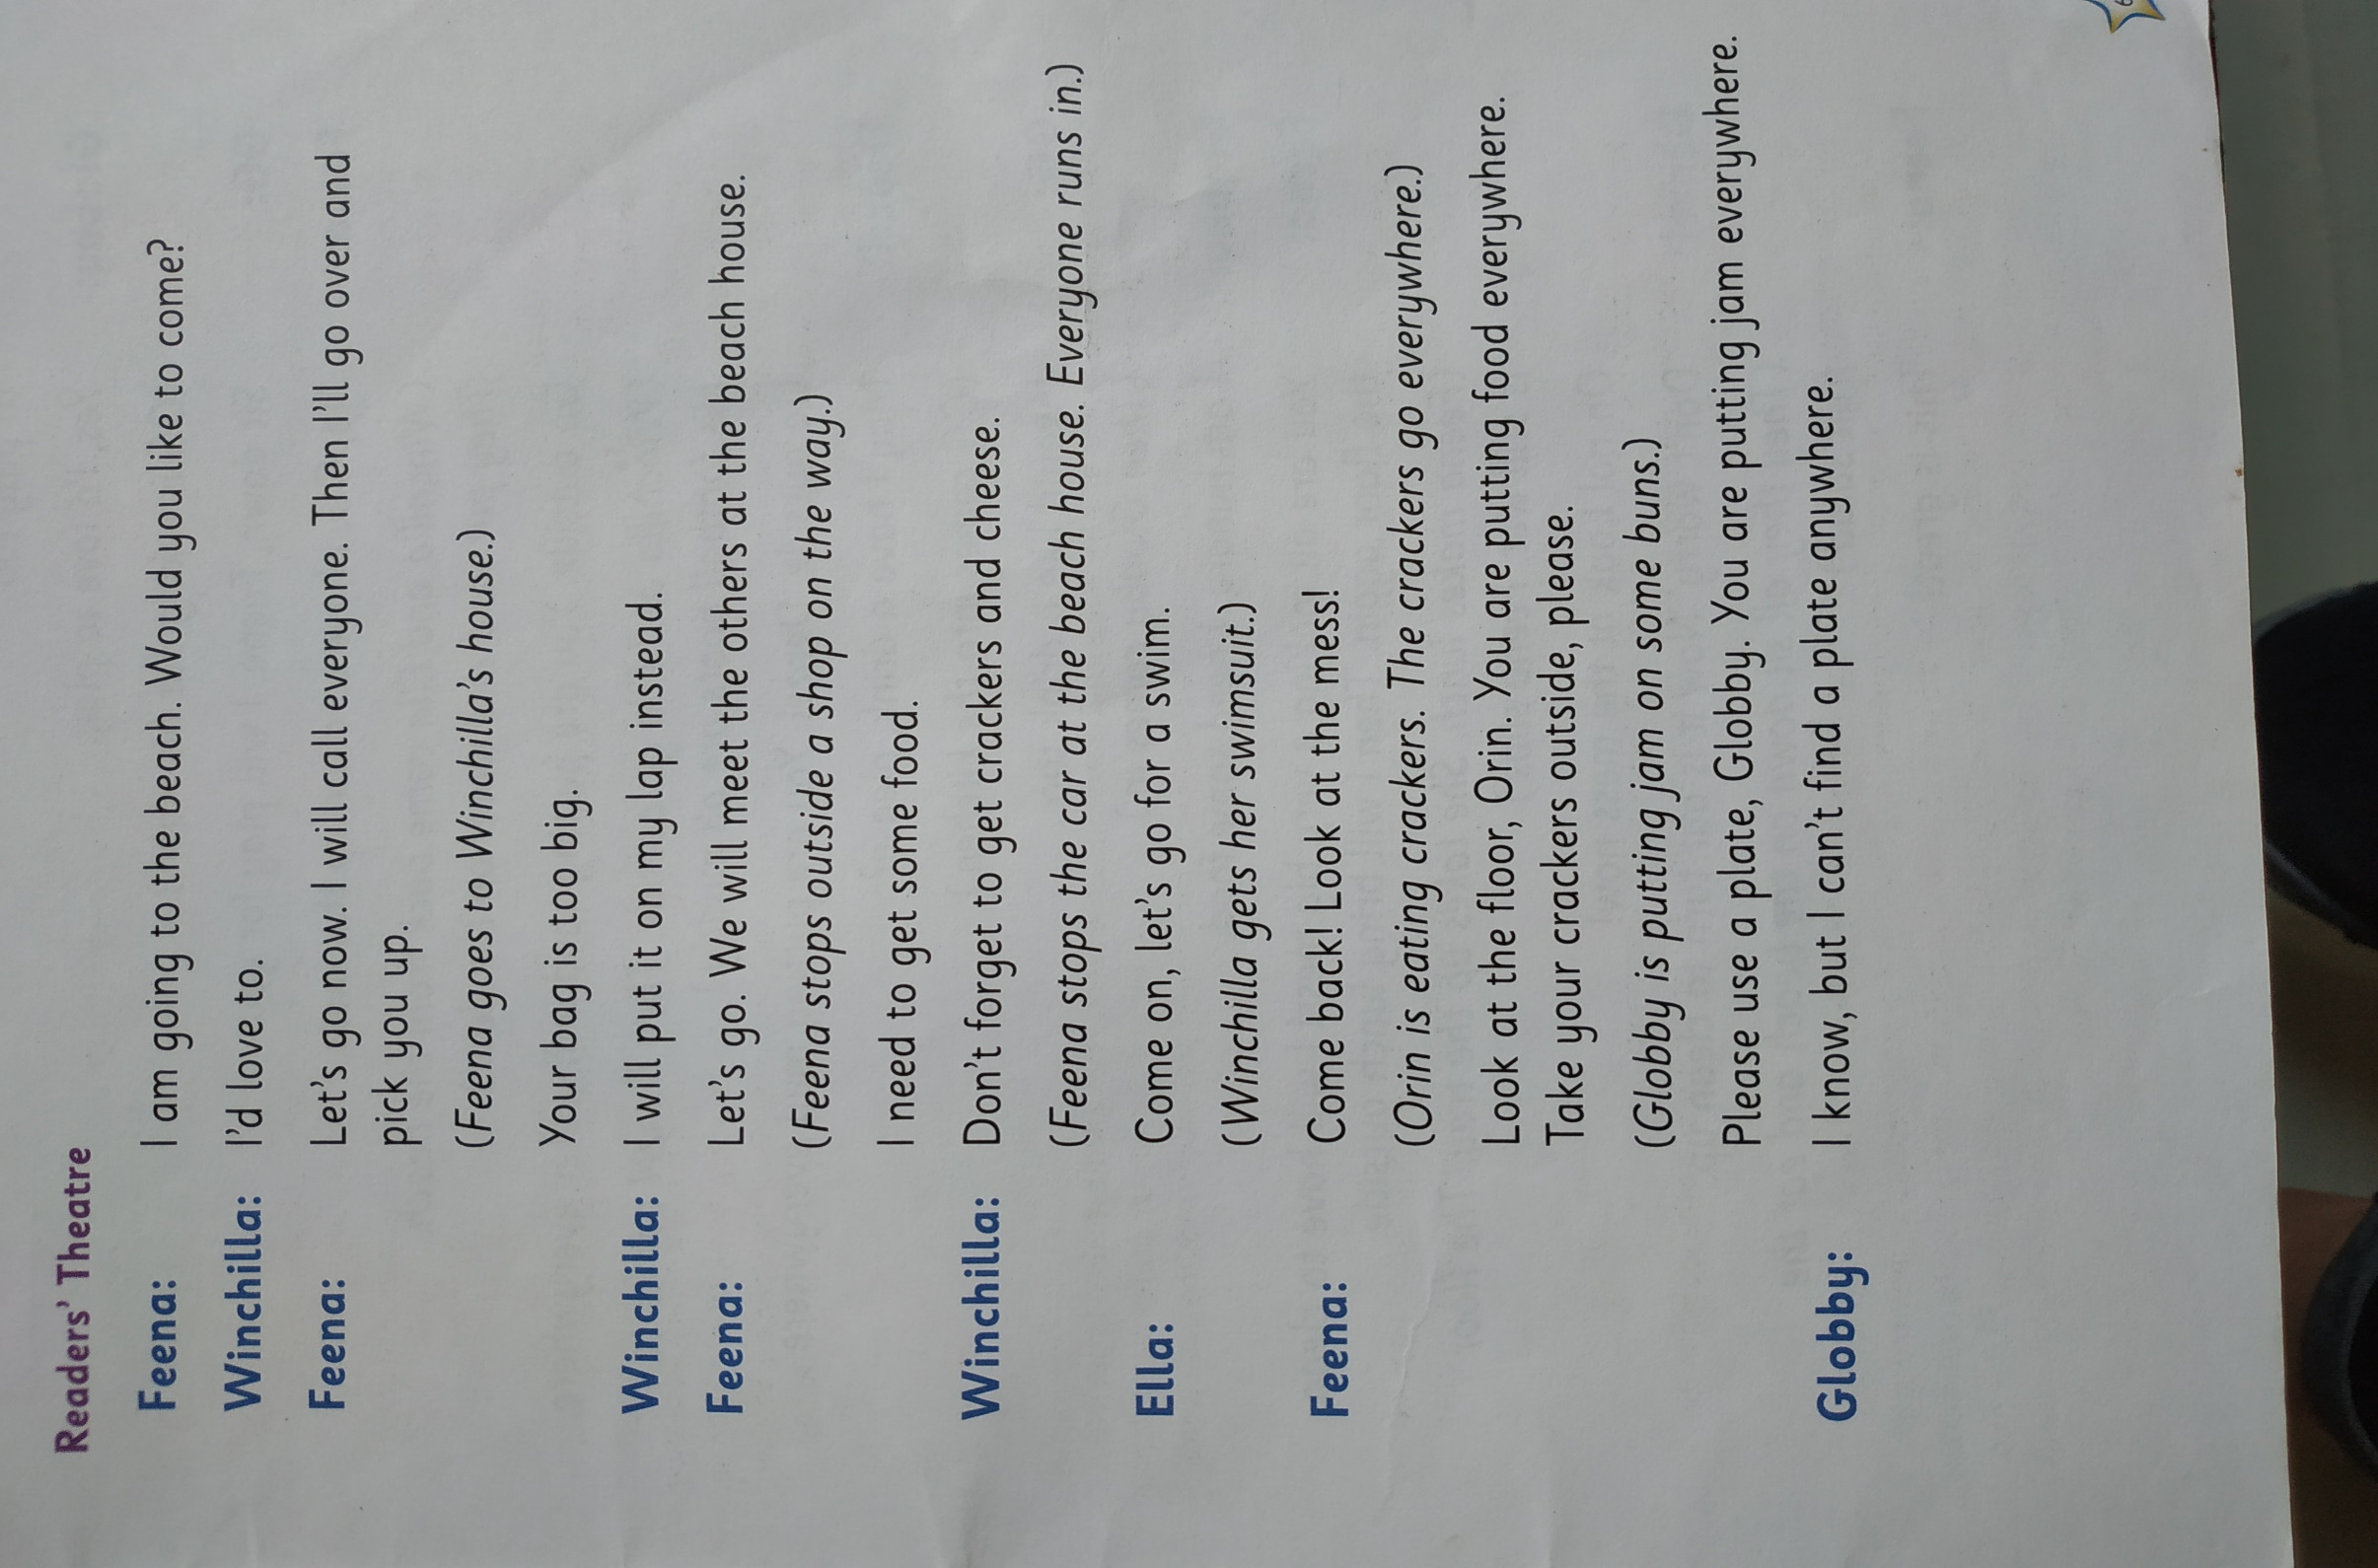 Readers' Theatre
Feena: I am going to the beach. Would you like to come?
Winchilla: I'd love to.
Feena: Let's go now. I will call everyone. Then I'll go over and
pick you up.
(Feena goes to Winchilla's house.)
Your bag is too big.
Winchilla: I will put it on my lap instead.
Feena: Let's go. We will meet the others at the beach house.
(Feena stops outside a shop on the way.)
I need to get some food.
Winchilla: Don't forget to get crackers and cheese.
(Feena stops the car at the beach house. Everyone runs in.)
Ella: Come on, let's go for a swim.
(Winchilla gets her swimsuit.)
Feena: Come back! Look at the mess!
(Orin is eating crackers. The crackers go everywhere.)
Look at the floor, Orin. You are putting food everywhere.
Take your crackers outside, please.
(Globby is putting jam on some buns.)
Please use a plate, Globby. You are putting jam everywhere.
Globby: I know, but I can't find a plate anywhere.